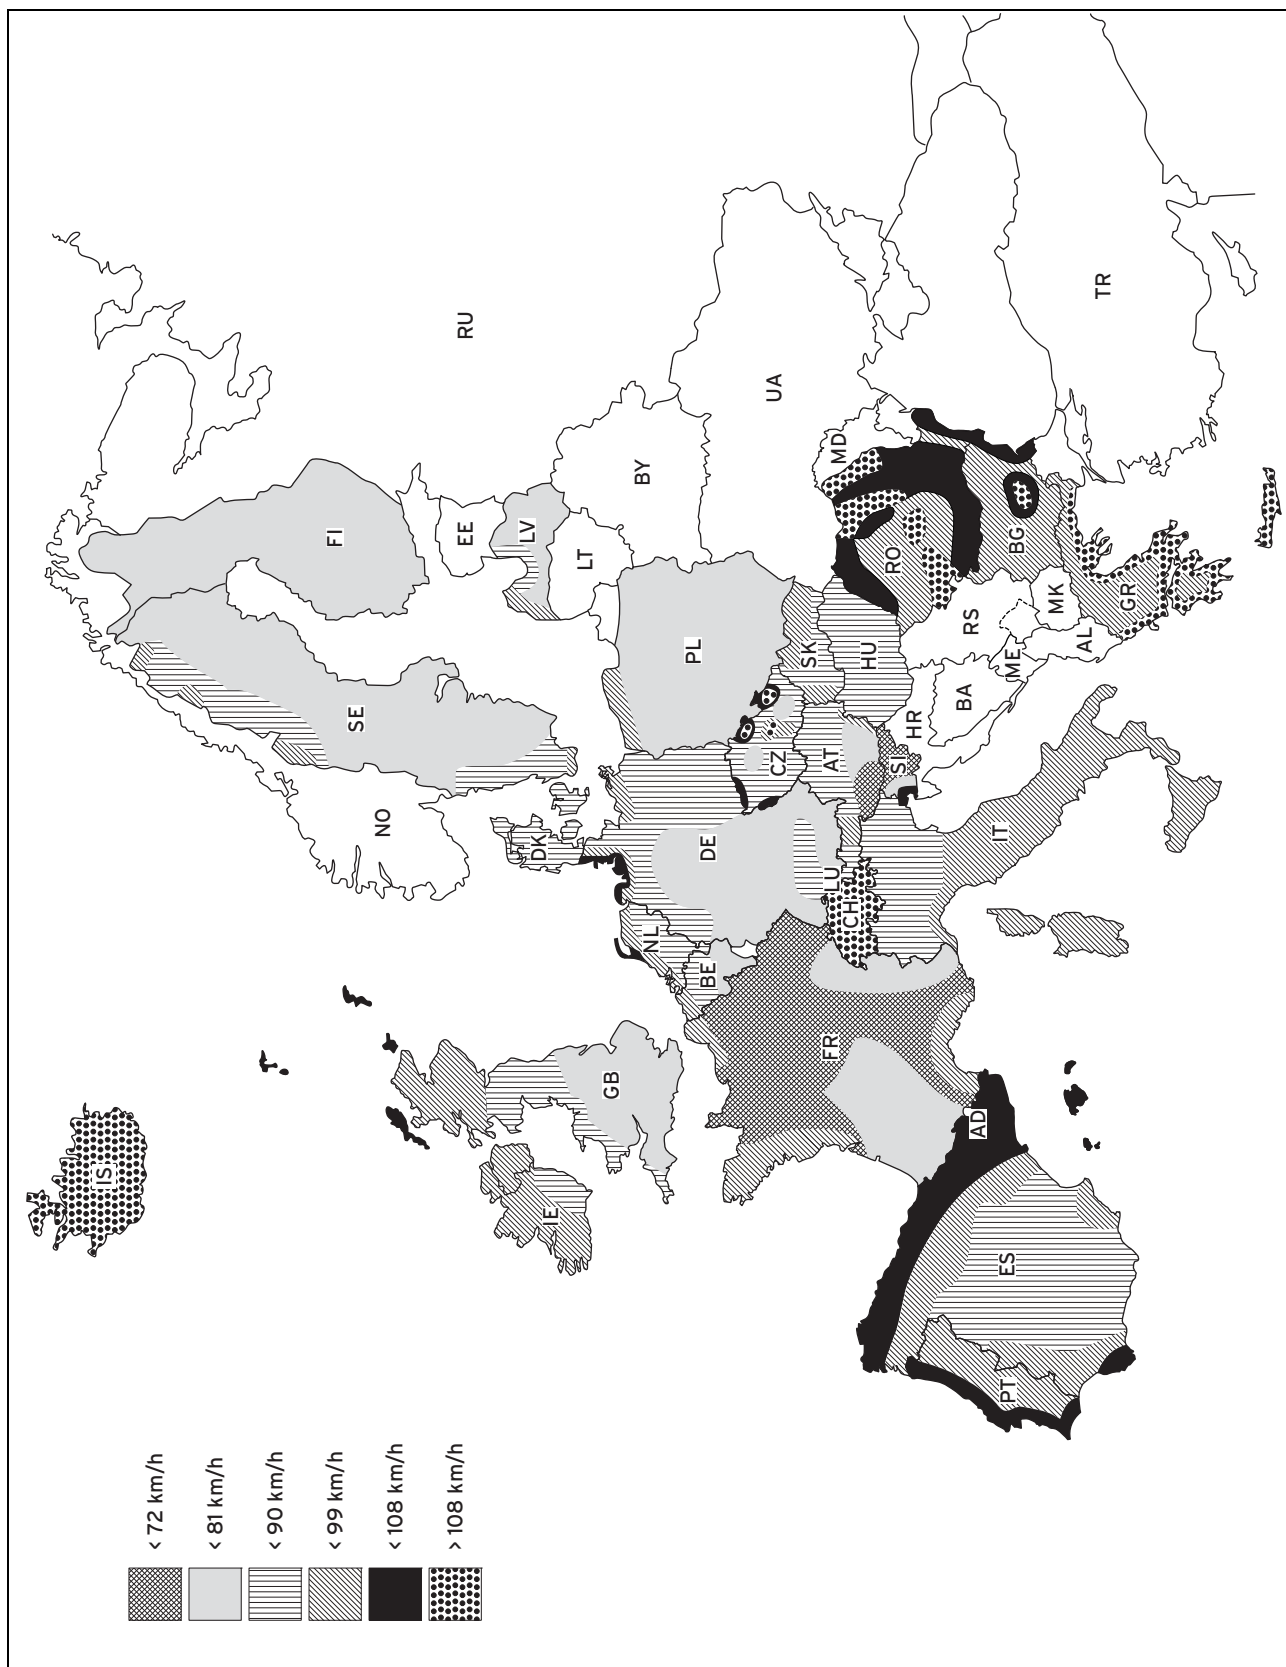 < 72 km/h
< 81 km/h
< 90 km/h
< 99 km/h
< 108 km/h
> 108 km/h
IS
NO
SE
FI
RU
EE
LV
LT
BY
DK
IE
GB
NL
BE
DE
PL
CZ
SK
UA
MD
LU
CH
AT
HU
RO
FR
SI
HR
BA
RS
BG
ME
MK
AL
GR
TR
IT
AD
ES
PT